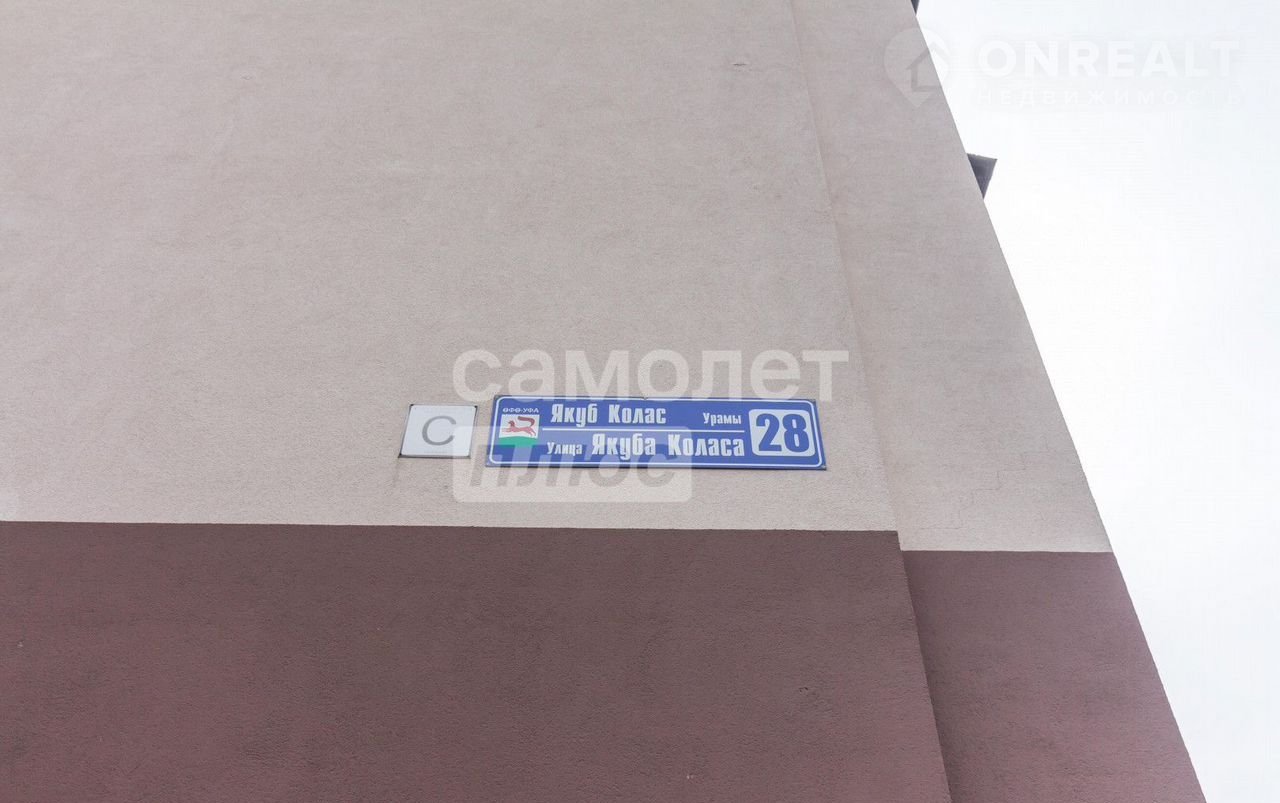 ONREALT
НЕДВИЖИМОСТЬ
самолет
С
ӨФӨ-УФА
Якуб Колас Урамы
Улица Якуба Коласа
28
плюс